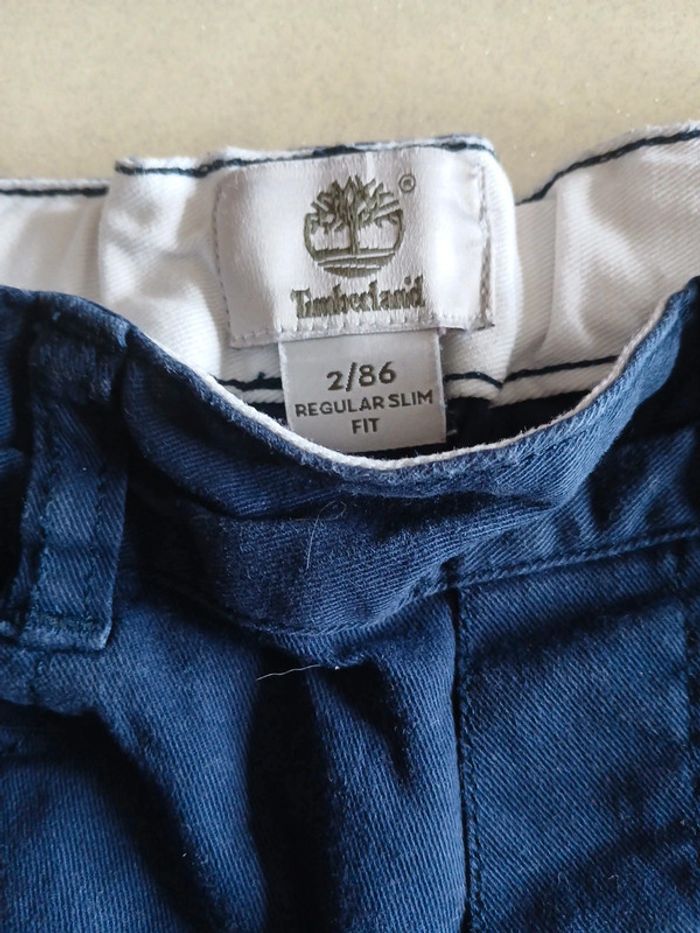 ®
Timberland
2/86
REGULAR SLIM
FIT